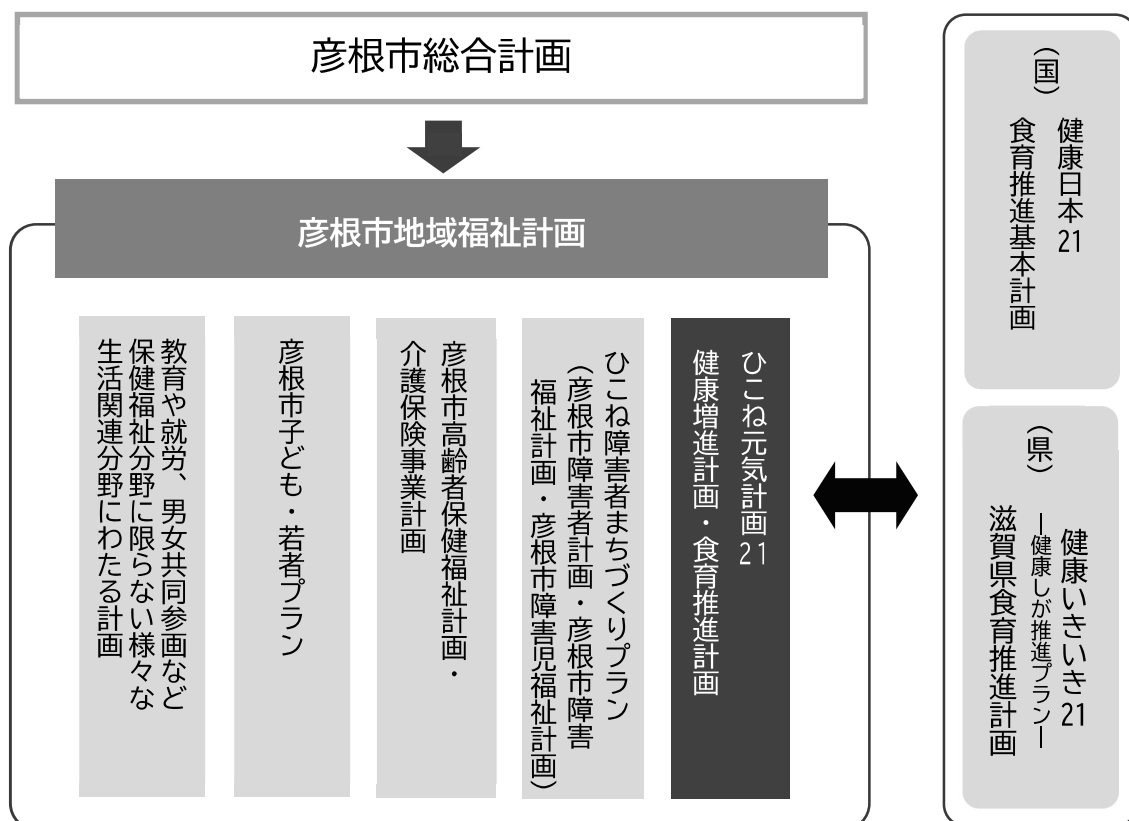 彦根市総合計画
彦根市地域福祉計画
ひこね元気計画21
健康増進計画・食育推進計画
ひこね障害者まちづくりプラン
（彦根市障害者計画・彦根市障害
福祉計画・彦根市障害児福祉計画）
彦根市高齢者保健福祉計画・
介護保険事業計画
彦根市子ども・若者プラン
教育や就労、男女共同参画など
保健福祉分野に限らない様々な
生活関連分野にわたる計画
（国）
健康日本21
食育推進基本計画
（県）
健康いきいき21
―健康しが推進プラン―
滋賀県食育推進計画